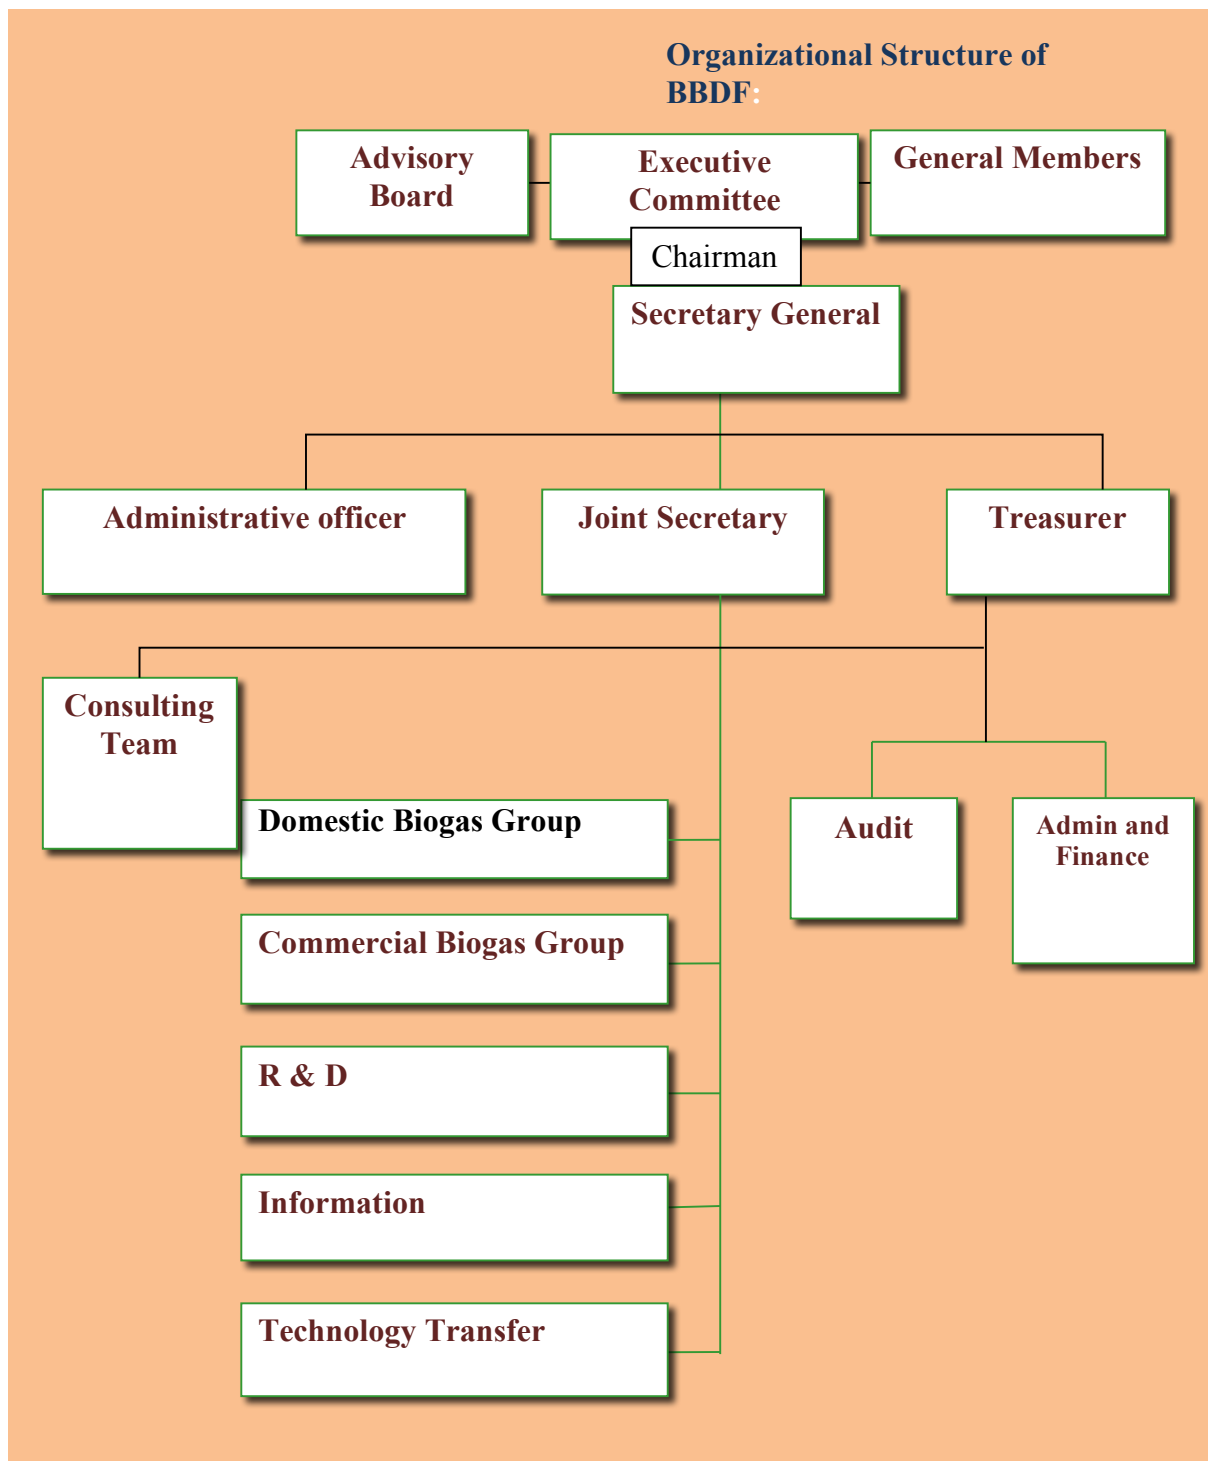 Organizational Structure of
BBDF:
Advisory
Board
Executive
Committee
General Members
Chairman
Secretary General
Administrative officer
Joint Secretary
Treasurer
Consulting
Team
Domestic Biogas Group
Audit
Admin and
Finance
Commercial Biogas Group
R & D
Information
Technology Transfer